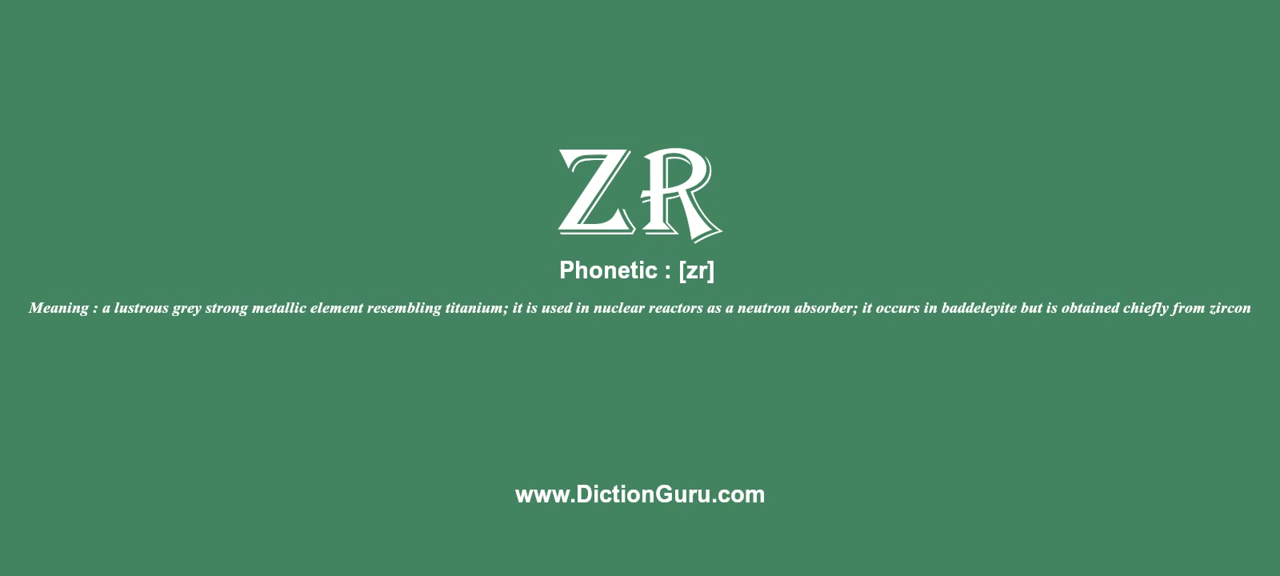 ZR
Phonetic : [zr]
Meaning : a lustrous grey strong metallic element resembling titanium; it is used in nuclear reactors as a neutron absorber; it occurs in baddeleyite but is obtained chiefly from zircon
www.DictionGuru.com